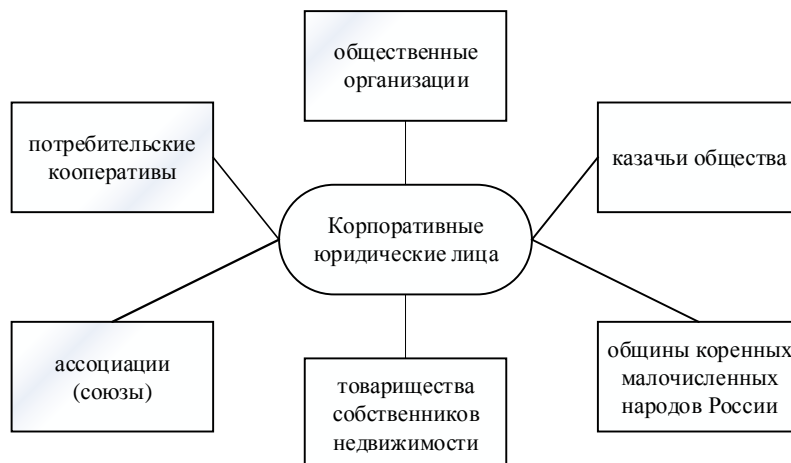 общественные
организации
потребительские
кооперативы
казачьи общества
Корпоративные
юридические лица
ассоциации
(союзы)
товарищества
собственников
недвижимости
общины коренных
малочисленных
народов России